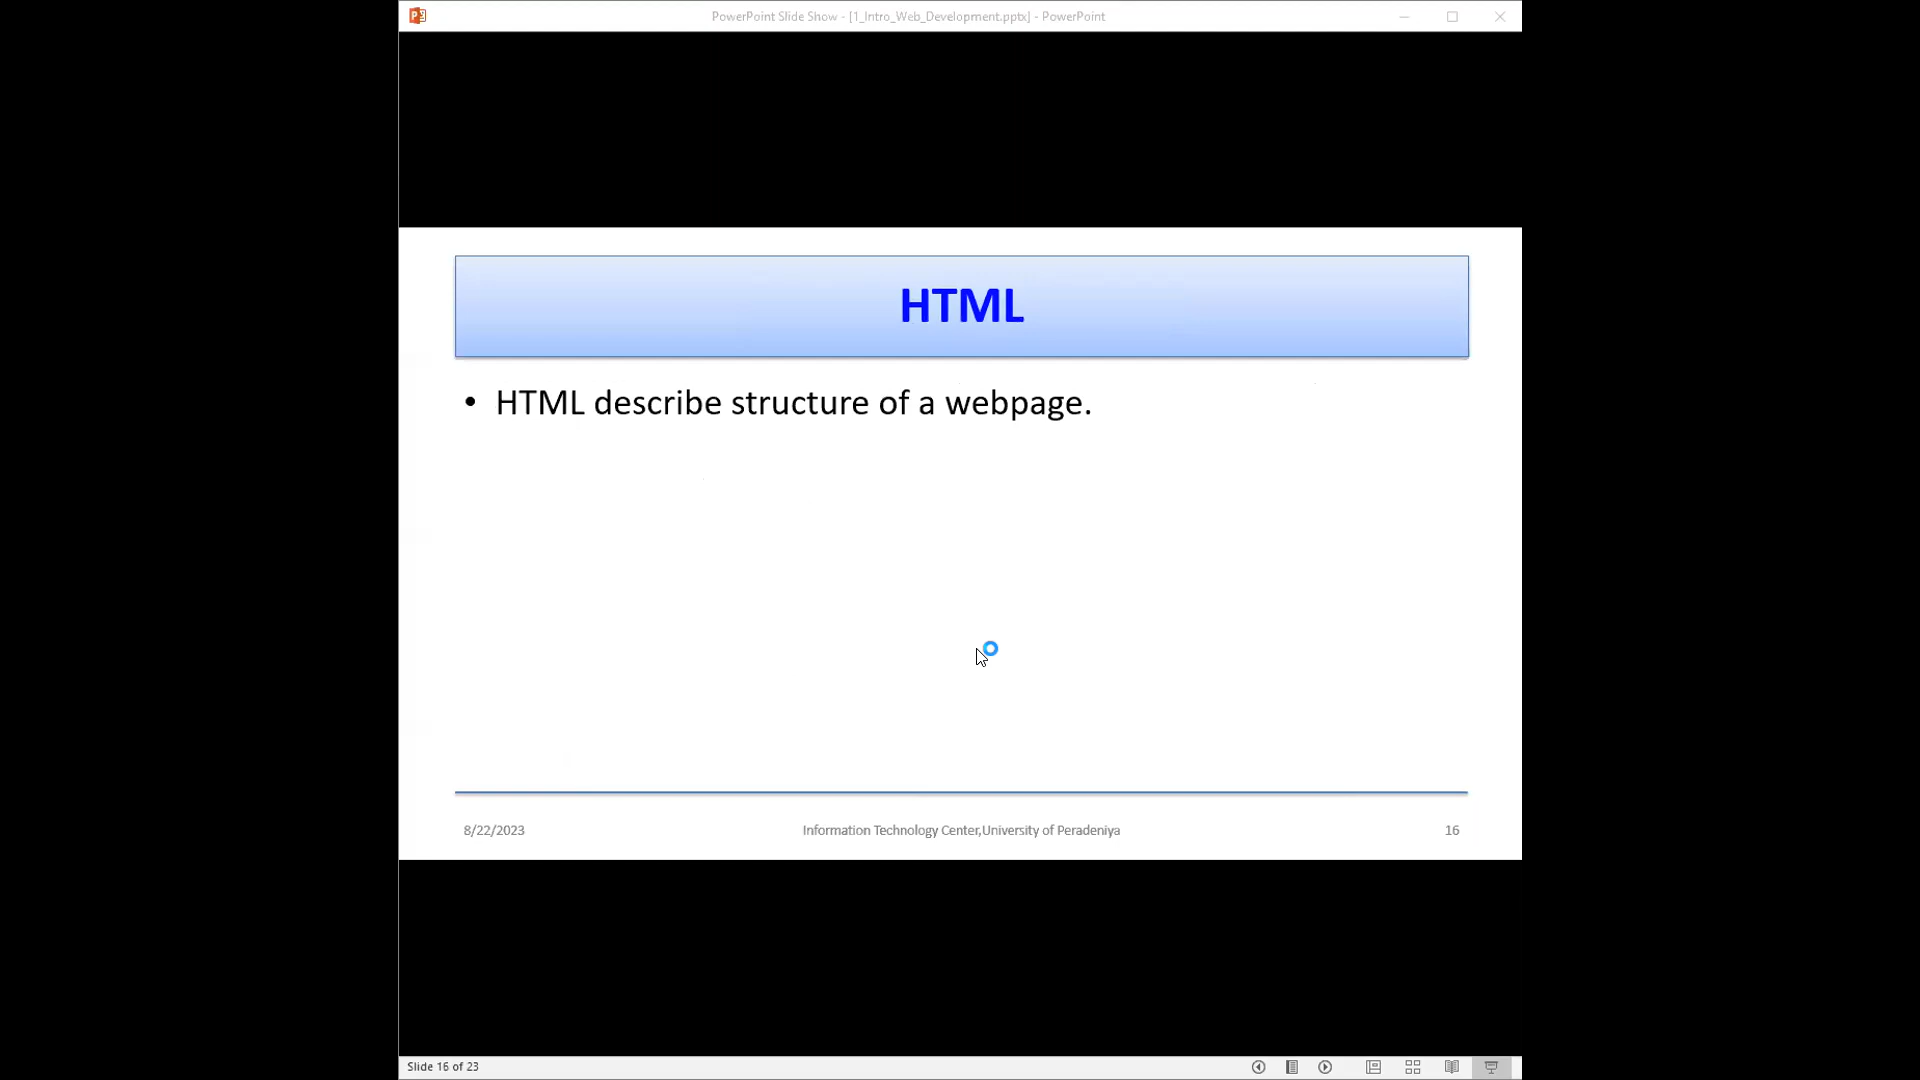 PowerPoint Slide Show - [1_Intro_Web_Development.pptx] - PowerPoint
HTML
• HTML describe structure of a webpage.
8/22/2023
Information Technology Center,University of Peradeniya
16
Slide 16 of 23